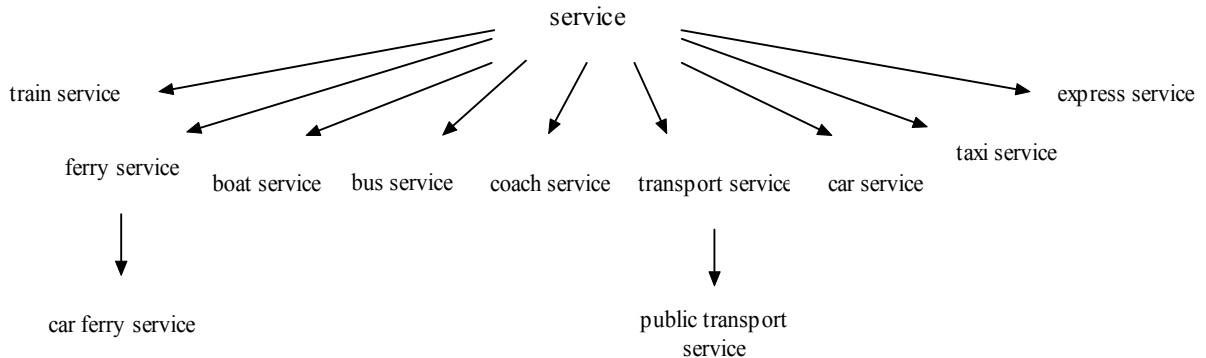 service
train service
express service
ferry service
boat service
bus service
coach service
transport service
car service
taxi service
car ferry service
public transport
service